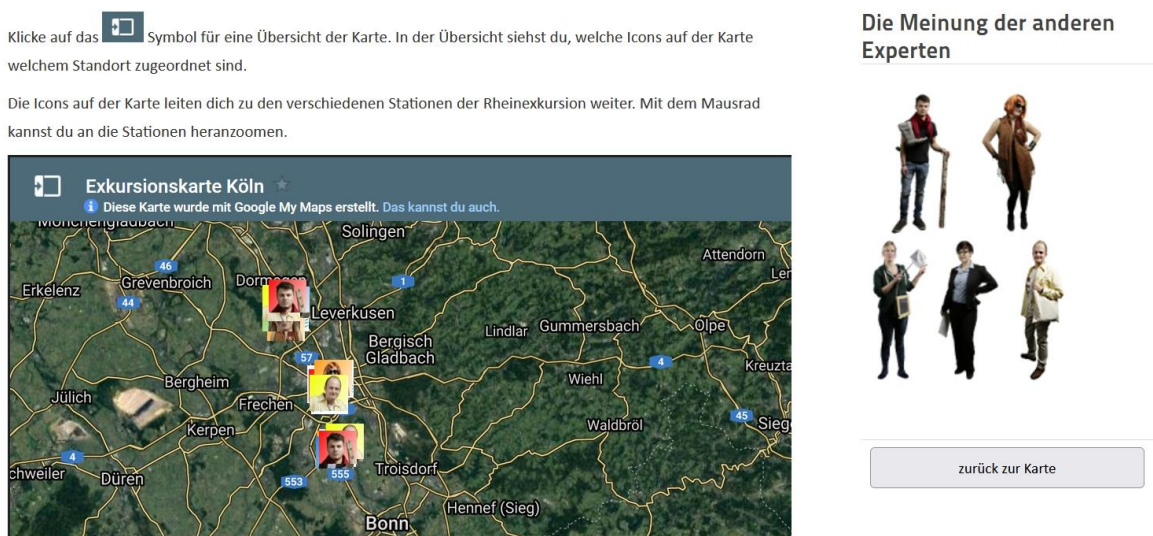 Klicke auf das Symbol für eine Übersicht der Karte. In der Übersicht siehst du, welche Icons auf der Karte
welchem Standort zugeordnet sind.
Die Icons auf der Karte leiten dich zu den verschiedenen Stationen der Rheinexkursion weiter. Mit dem Mausrad
kannst du an die Stationen heranzoomen.
Exkursionskarte Köln
Diese Karte wurde mit Google My Maps erstellt. Das kannst du auch.
Mönchengladbach
Solingen
Attendorn
46
Erkelenz
Grevenbroich
Dormagen
1
Len
44
Leverkusen
Lindlar
Gummersbach
Olpe
Bergisch
Gladbach
57
4
Kreuzta
Bergheim
Wiehl
Jülich
Frechen
45
Kerpen
Waldbröl
Sieg
4
chweiler
Düren
Troisdorf
555
553
Hennef (Sieg)
Bonn
Die Meinung der anderen
Experten
zurück zur Karte